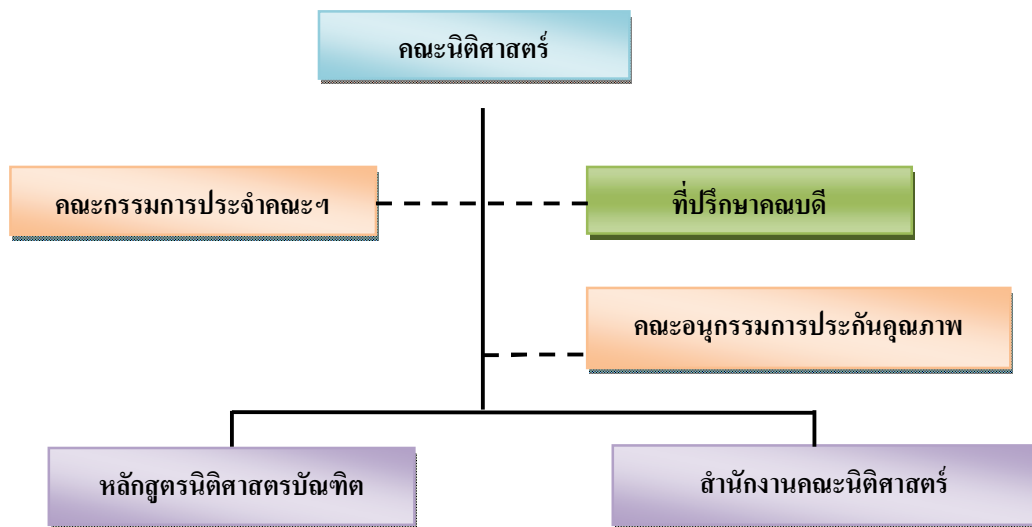 คณะนิติศาสตร์
คณะกรรมการประจำคณะฯ
ที่ปรึกษาคณบดี
คณะอนุกรรมการประกันคุณภาพ
หลักสูตรนิติศาสตรบัณฑิต
สำนักงานคณะนิติศาสตร์